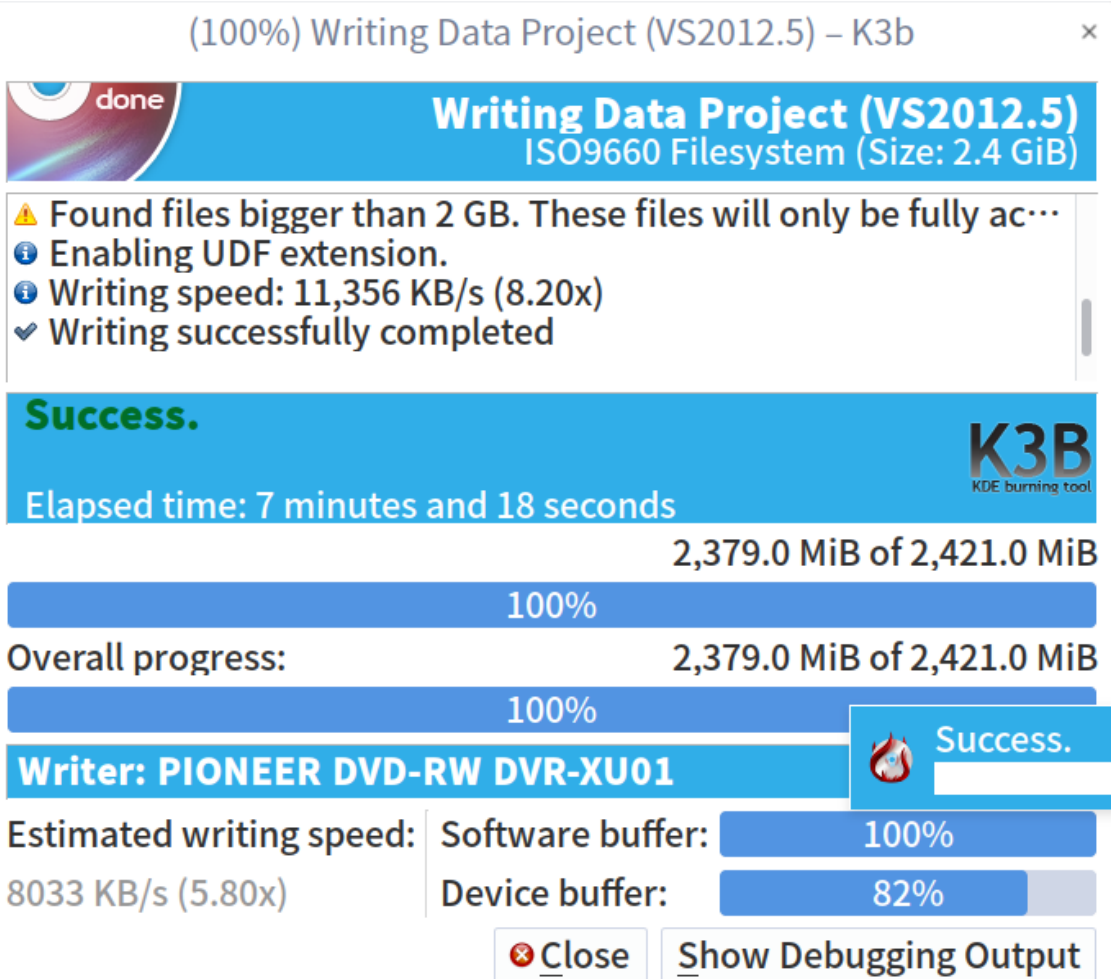 (100%) Writing Data Project (VS2012.5) – K3b
done
Writing Data Project (VS2012.5)
ISO9660 Filesystem (Size: 2.4 GiB)
Found files bigger than 2 GB. These files will only be fully ac···
Enabling UDF extension.
Writing speed: 11,356 KB/s (8.20x)
Writing successfully completed
Success.
K3B
KDE burning tool
Elapsed time: 7 minutes and 18 seconds
2,379.0 MiB of 2,421.0 MiB
100%
Overall progress: 2,379.0 MiB of 2,421.0 MiB
100%
Success.
Writer: PIONEER DVD-RW DVR-XU01
Estimated writing speed: Software buffer: 100%
8033 KB/s (5.80x) Device buffer: 82%
Close Show Debugging Output